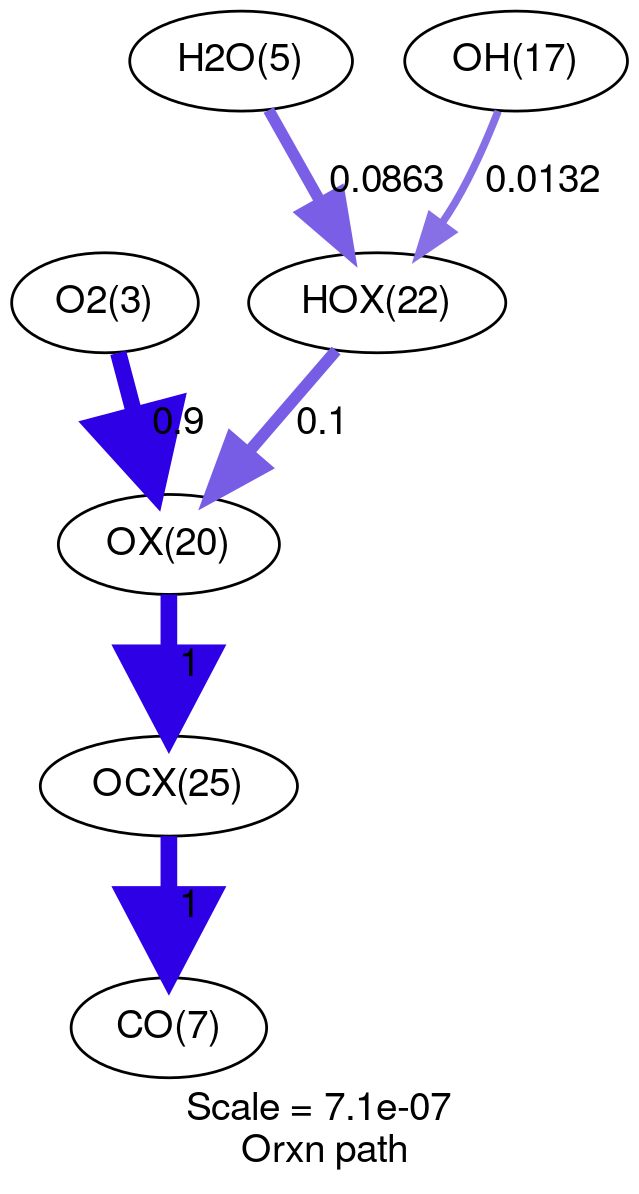 H2O(5)
OH(17)
0.0863
0.0132
O2(3)
HOX(22)
0.9
0.1
OX(20)
1
OCX(25)
1
CO(7)
Scale = 7.1e-07
Orxn path